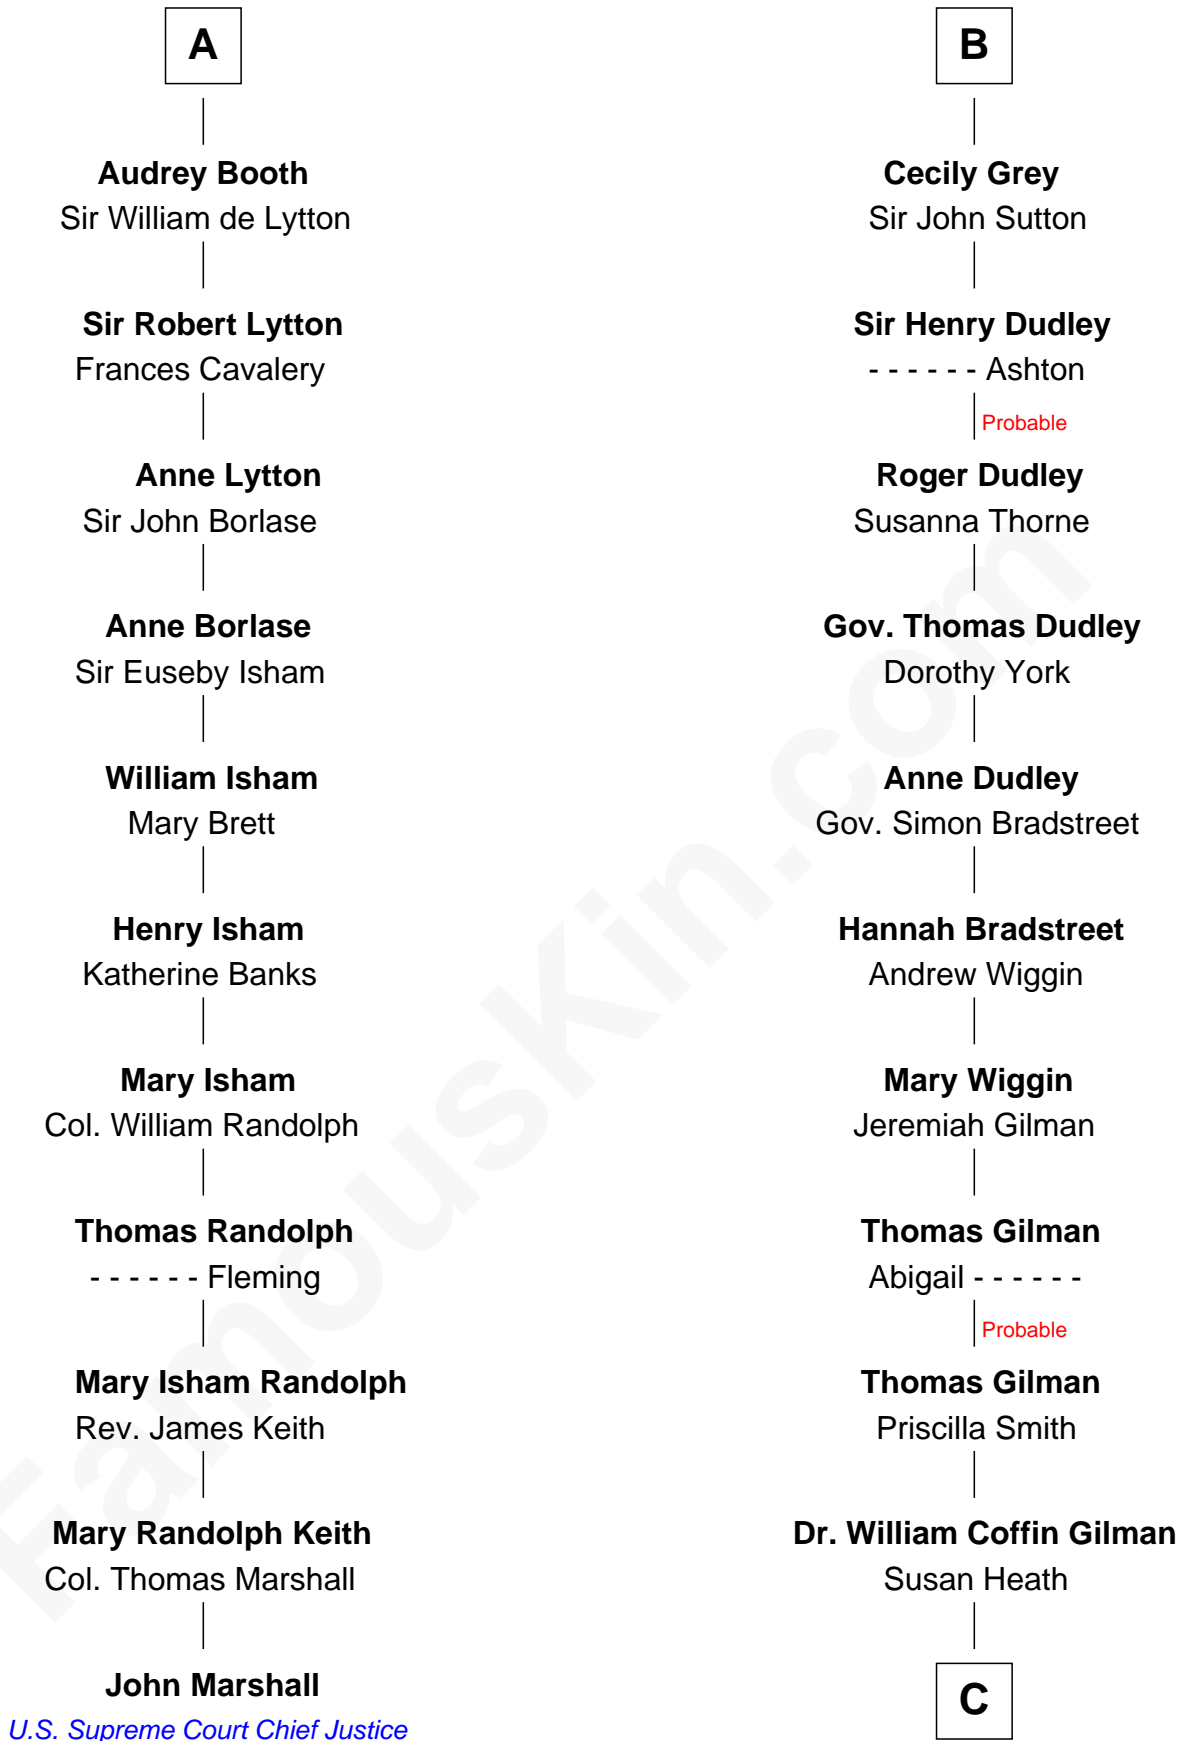 A
Audrey Booth
Sir William de Lytton
Sir Robert Lytton
Frances Cavalery
Anne Lytton
Sir John Borlase
Anne Borlase
Sir Euseby Isham
William Isham
Mary Brett
Henry Isham
Katherine Banks
Mary Isham
Col. William Randolph
Thomas Randolph
- - - - - - Fleming
Mary Isham Randolph
Rev. James Keith
Mary Randolph Keith
Col. Thomas Marshall
John Marshall
U.S. Supreme Court Chief Justice
B
Cecily Grey
Sir John Sutton
Sir Henry Dudley
- - - - - - Ashton
Probable
Roger Dudley
Susanna Thorne
Gov. Thomas Dudley
Dorothy York
Anne Dudley
Gov. Simon Bradstreet
Hannah Bradstreet
Andrew Wiggin
Mary Wiggin
Jeremiah Gilman
Thomas Gilman
Abigail - - - - - -
Probable
Thomas Gilman
Priscilla Smith
Dr. William Coffin Gilman
Susan Heath
C
FamousKin.com